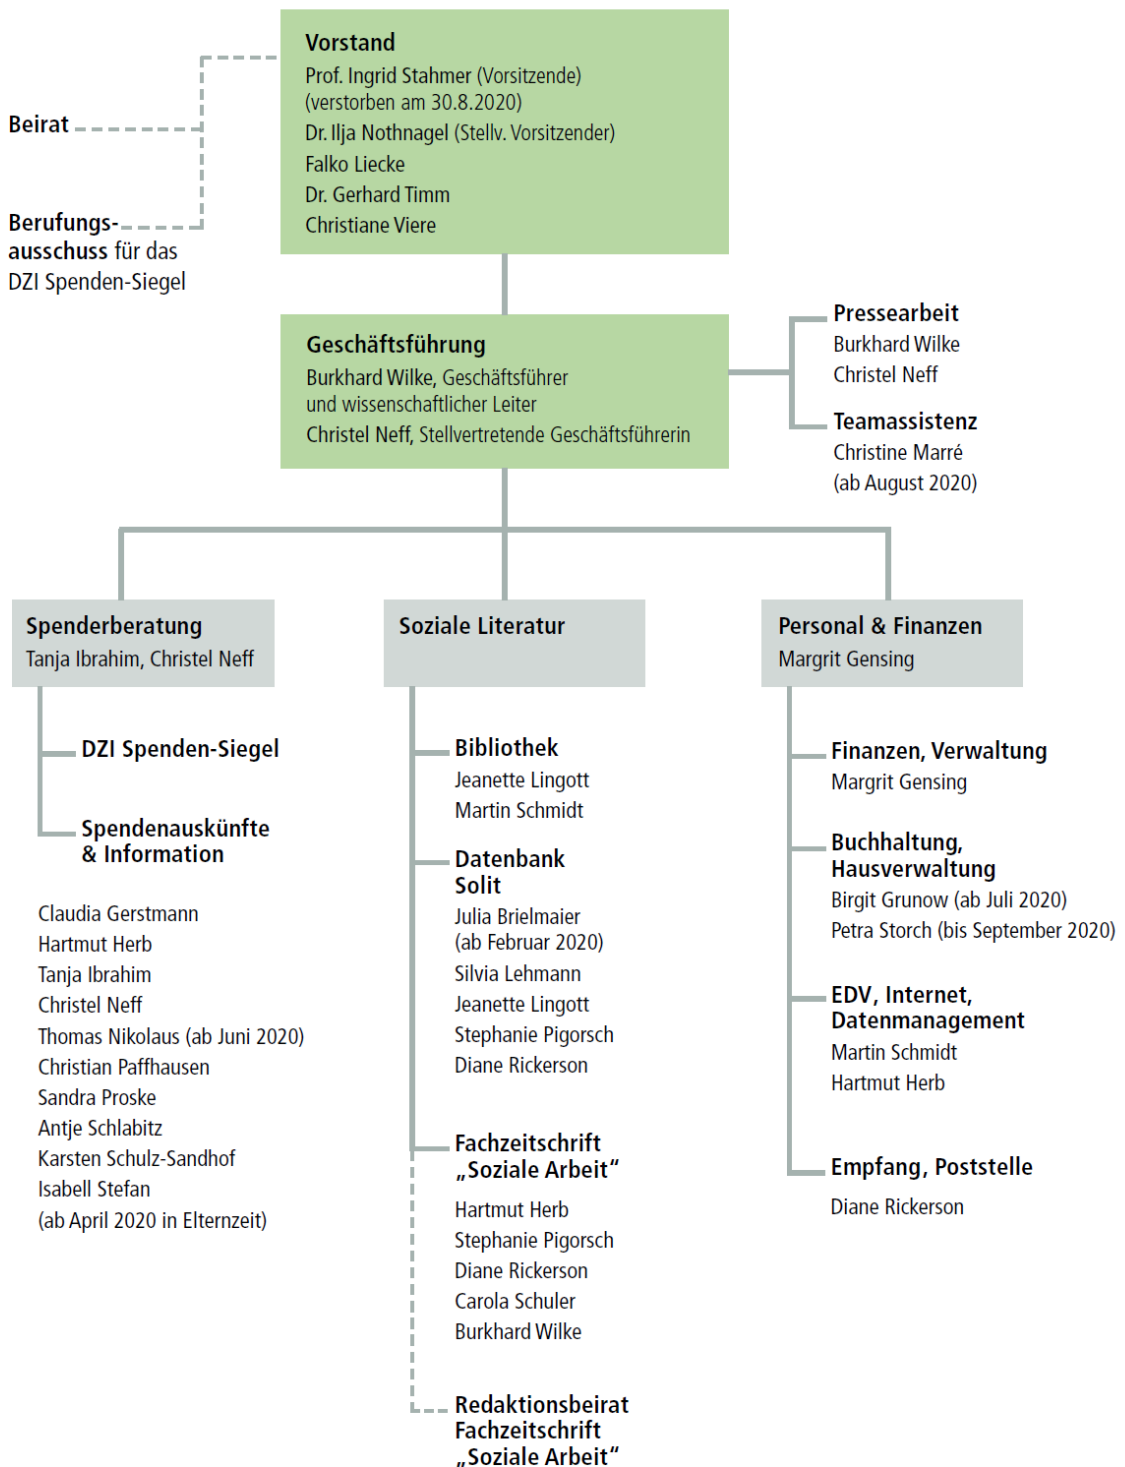 Vorstand
Prof. Ingrid Stahmer (Vorsitzende)
(verstorben am 30.8.2020)
Dr. Ilja Nothnagel (Stellv. Vorsitzender)
Falko Liecke
Dr. Gerhard Timm
Christiane Viere
Beirat
Berufungs-
ausschuss für das
DZI Spenden-Siegel
Geschäftsführung
Burkhard Wilke, Geschäftsführer
und wissenschaftlicher Leiter
Christel Neff, Stellvertretende Geschäftsführerin
Pressearbeit
Burkhard Wilke
Christel Neff
Teamassistenz
Christine Marré
(ab August 2020)
Spenderberatung
Tanja Ibrahim, Christel Neff
DZI Spenden-Siegel
Spendenauskünfte
& Information
Claudia Gerstmann
Hartmut Herb
Tanja Ibrahim
Christel Neff
Thomas Nikolaus (ab Juni 2020)
Christian Paffhausen
Sandra Proske
Antje Schlabitz
Karsten Schulz-Sandhof
Isabell Stefan
(ab April 2020 in Elternzeit)
Soziale Literatur
Bibliothek
Jeanette Lingott
Martin Schmidt
Datenbank
Solit
Julia Brielmaier
(ab Februar 2020)
Silvia Lehmann
Jeanette Lingott
Stephanie Pigorsch
Diane Rickerson
Fachzeitschrift
„Soziale Arbeit“
Hartmut Herb
Stephanie Pigorsch
Diane Rickerson
Carola Schuler
Burkhard Wilke
Redaktionsbeirat
Fachzeitschrift
„Soziale Arbeit“
Personal & Finanzen
Margrit Gensing
Finanzen, Verwaltung
Margrit Gensing
Buchhaltung,
Hausverwaltung
Birgit Grunow (ab Juli 2020)
Petra Storch (bis September 2020)
EDV, Internet,
Datenmanagement
Martin Schmidt
Hartmut Herb
Empfang, Poststelle
Diane Rickerson